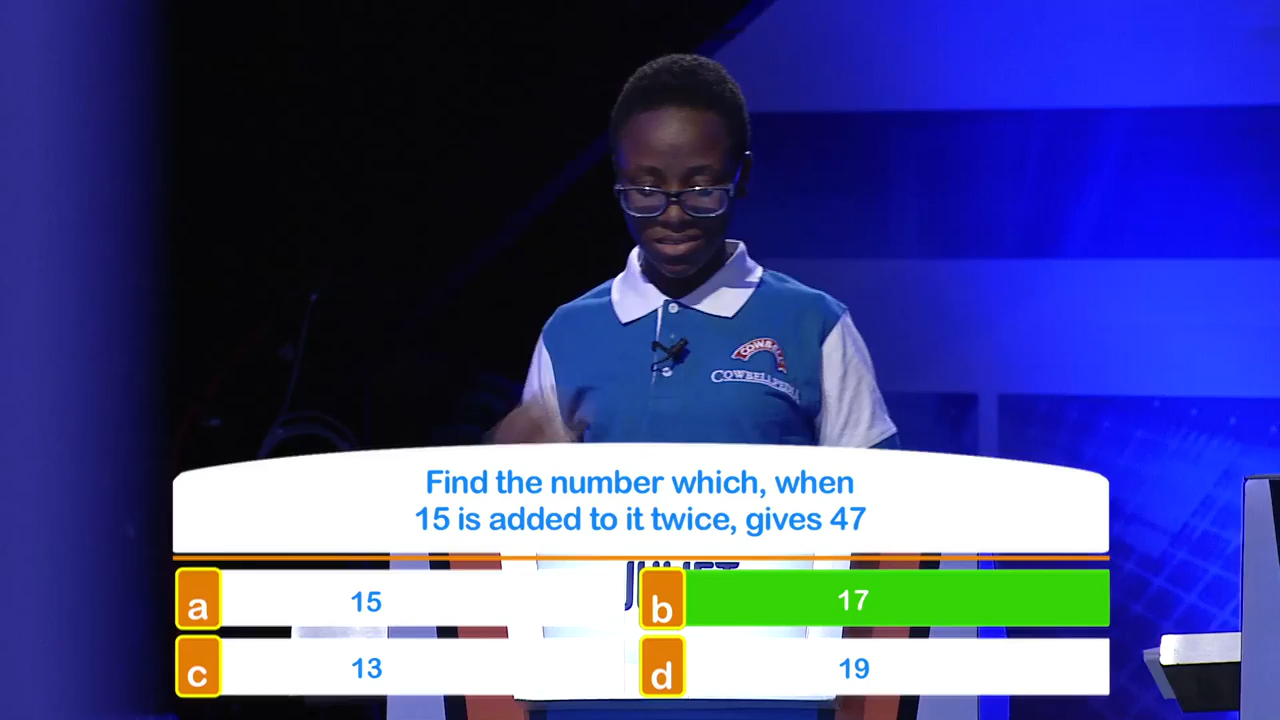 COWBELL
COWBELLPEDIA
Find the number which, when
15 is added to it twice, gives 47
JULIET
a 15
b 17
c 13
d 19